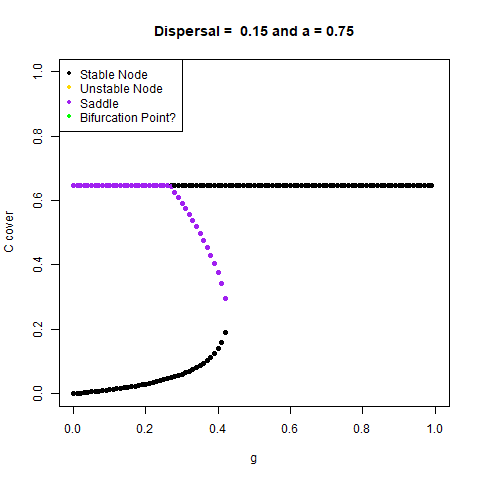 Dispersal =  0.15 and a = 0.75
Stable Node
Unstable Node
Saddle
Bifurcation Point?
C cover
1.0
0.8
0.6
0.4
0.2
0.0
0.0 0.2 0.4 0.6 0.8 1.0
g